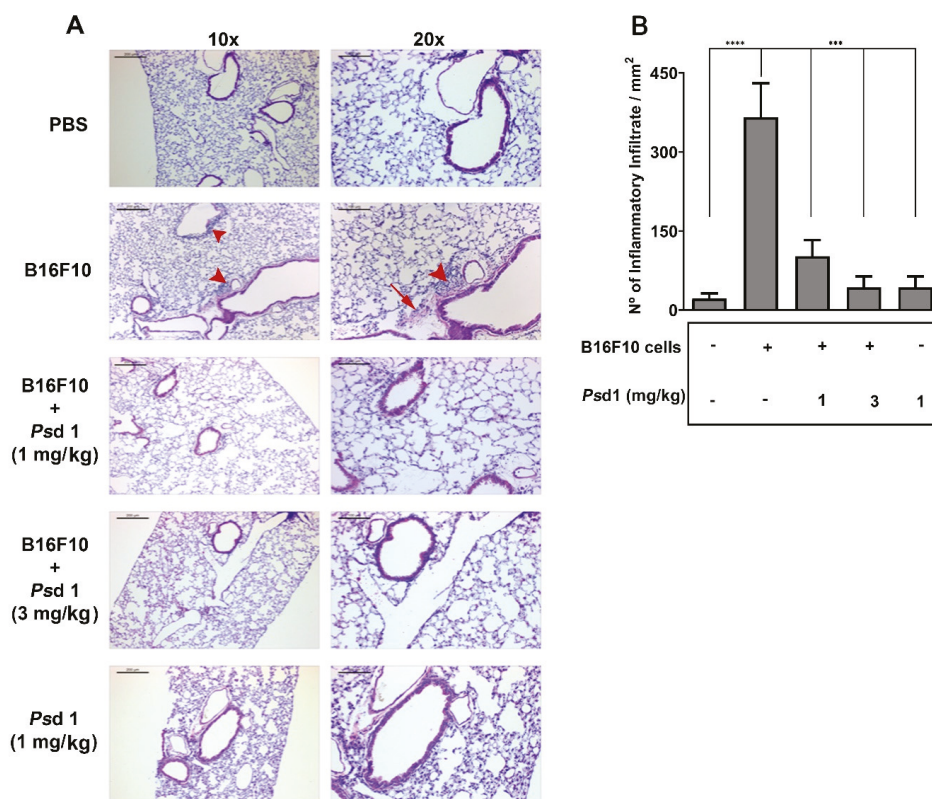 A
10x
20x
PBS
B16F10
B16F10
+
Psd 1
(1 mg/kg)
B16F10
+
Psd 1
(3 mg/kg)
Psd 1
(1 mg/kg)
B
****
***
Nº of Inflammatory Infiltrate / mm²
450
300
150
0
B16F10 cells - + + + -
Psd1 (mg/kg) - - 1 3 1